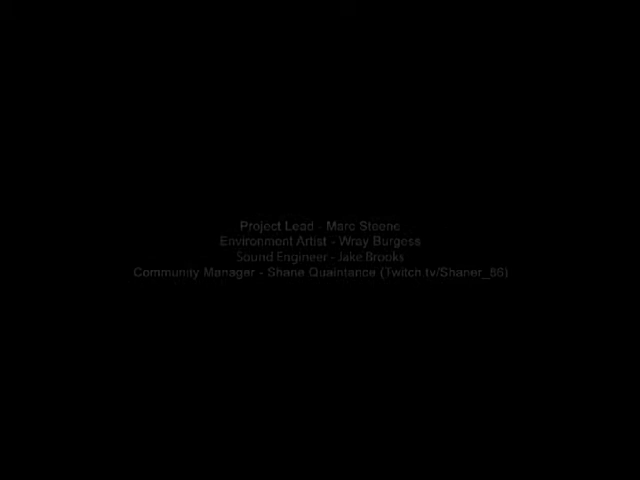 Project Lead - Marc Steene
Environment Artist - Wray Burgess
Sound Engineer - Jake Brooks
Community Manager - Shane Quaintance (Twitch.tv/Shaner_86)